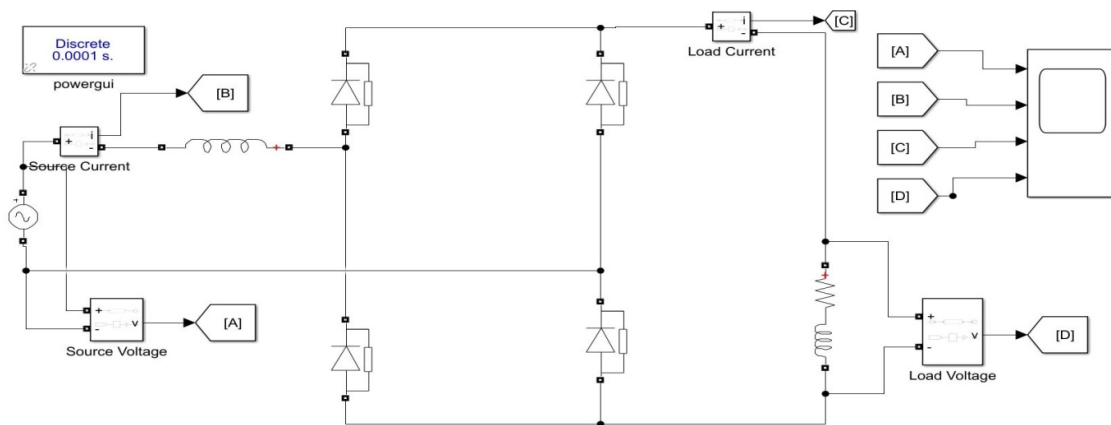 Discrete
0.0001 s.
powergui
[B]
i
+
-
Source Current
+
+
-
v
Source Voltage
[A]
i
+
-
Load Current
[C]
[A]
[B]
[C]
[D]
+
+
+
-
v
Load Voltage
[D]